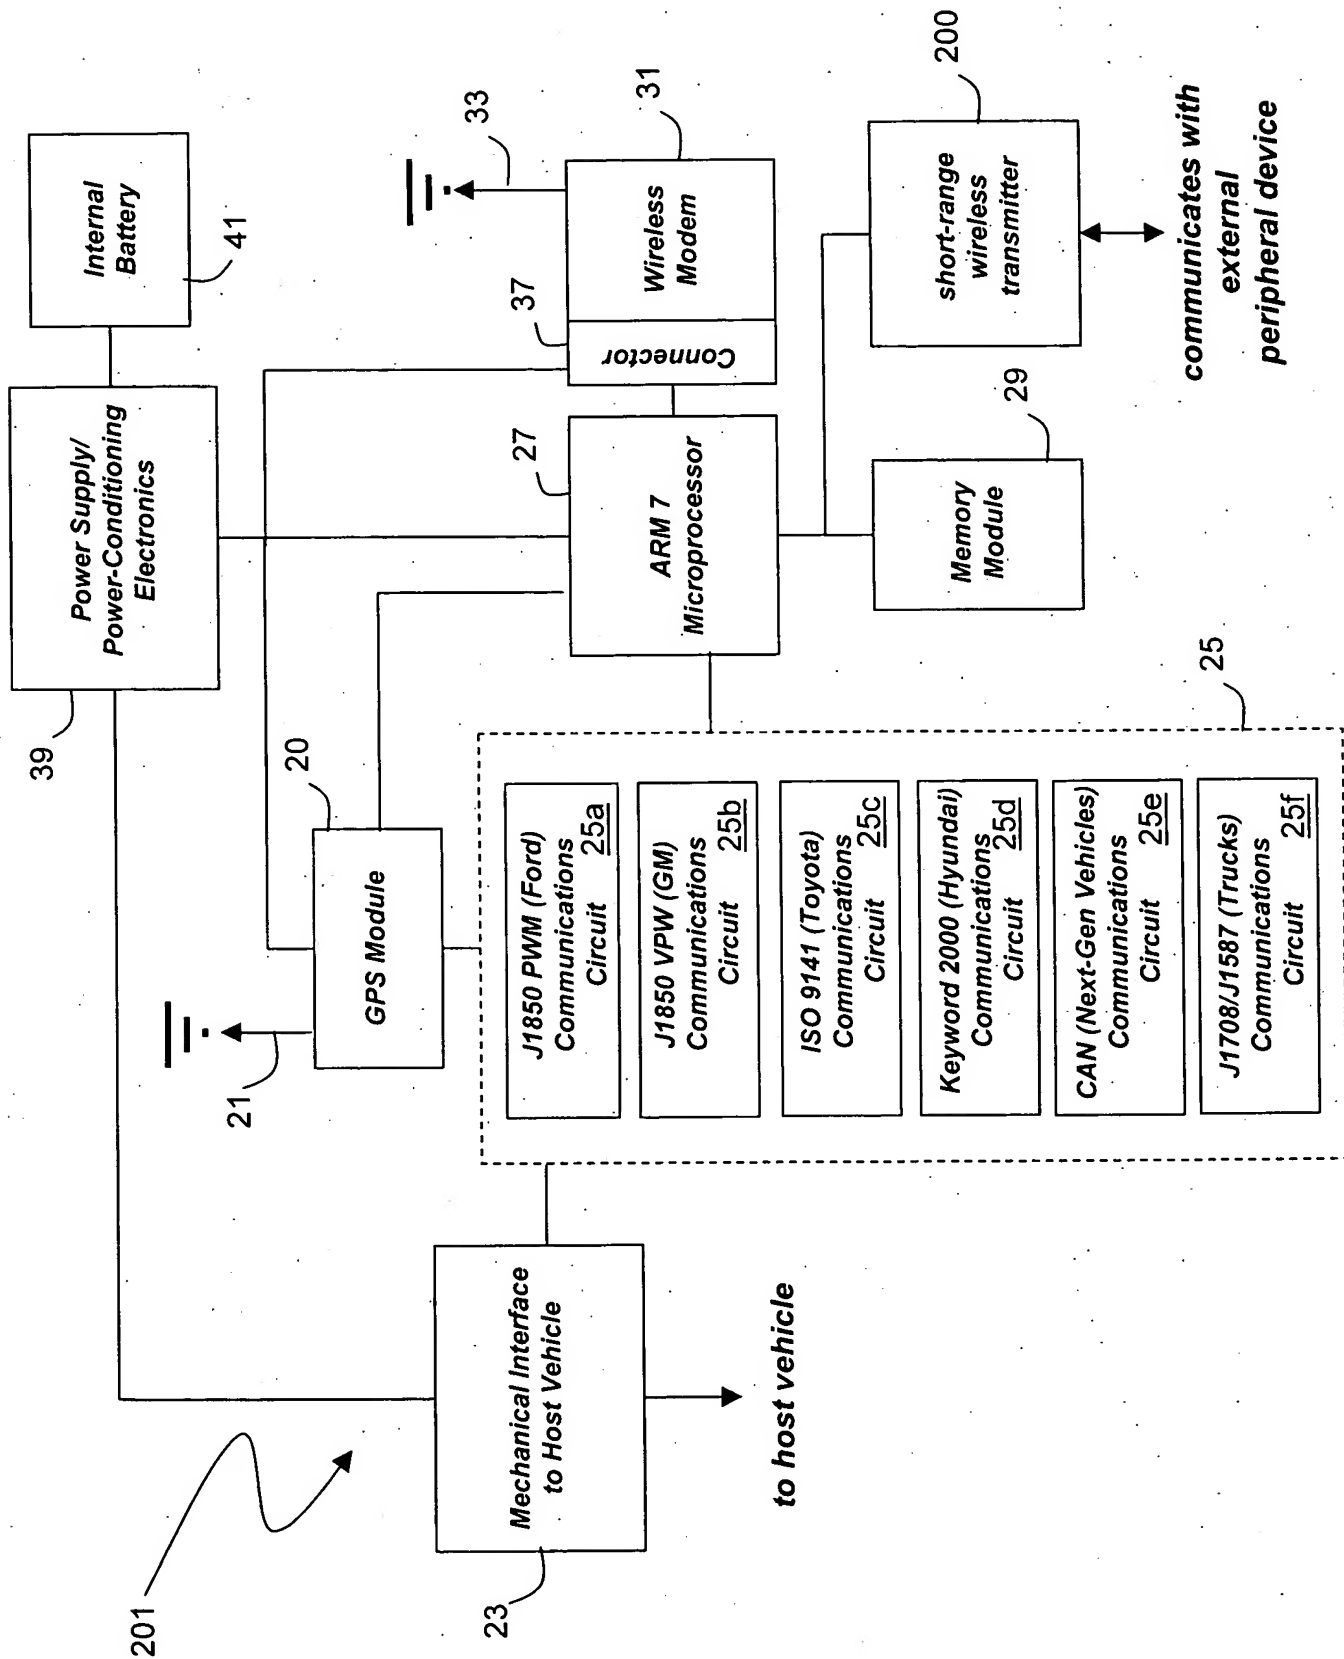 201
39
Power Supply/
Power-Conditioning
Electronics
Internal
Battery
41
21
20
GPS Module
33
37
31
Connector
Wireless
Modem
27
ARM 7
Microprocessor
23
Mechanical Interface
to Host Vehicle
to host vehicle
J1850 PWM (Ford)
Communications
Circuit 25a
J1850 VPW (GM)
Communications
Circuit 25b
ISO 9141 (Toyota)
Communications
Circuit 25c
Keyword 2000 (Hyundai)
Communications
Circuit 25d
CAN (Next-Gen Vehicles)
Communications
Circuit 25e
J1708/J1587 (Trucks)
Communications
Circuit 25f
25
29
Memory
Module
200
short-range
wireless
transmitter
communicates with
external
peripheral device